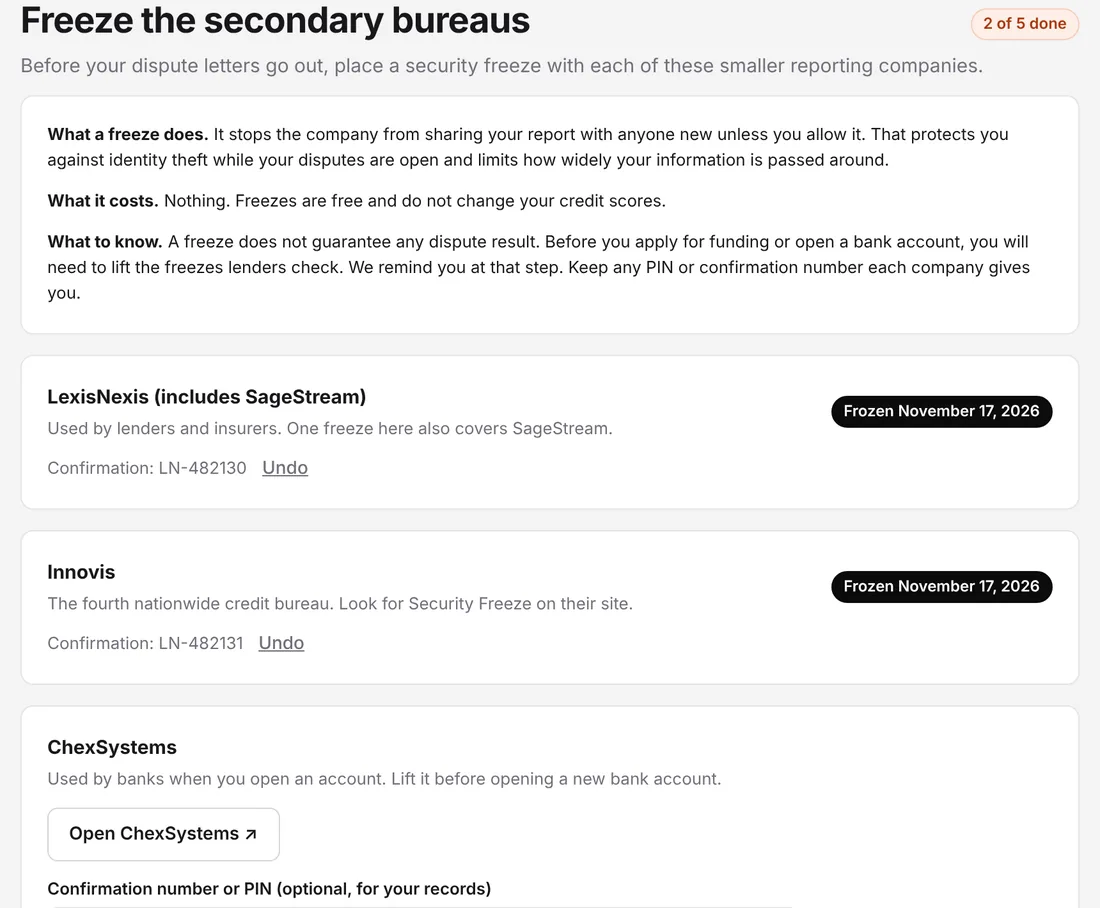 Freeze the secondary bureaus
2 of 5 done
Before your dispute letters go out, place a security freeze with each of these smaller reporting companies.
What a freeze does. It stops the company from sharing your report with anyone new unless you allow it. That protects you
against identity theft while your disputes are open and limits how widely your information is passed around.
What it costs. Nothing. Freezes are free and do not change your credit scores.
What to know. A freeze does not guarantee any dispute result. Before you apply for funding or open a bank account, you will
need to lift the freezes lenders check. We remind you at that step. Keep any PIN or confirmation number each company gives
you.
LexisNexis (includes SageStream)
Frozen November 17, 2026
Used by lenders and insurers. One freeze here also covers SageStream.
Confirmation: LN-482130 Undo
Innovis
Frozen November 17, 2026
The fourth nationwide credit bureau. Look for Security Freeze on their site.
Confirmation: LN-482131 Undo
ChexSystems
Used by banks when you open an account. Lift it before opening a new bank account.
Open ChexSystems ↗
Confirmation number or PIN (optional, for your records)